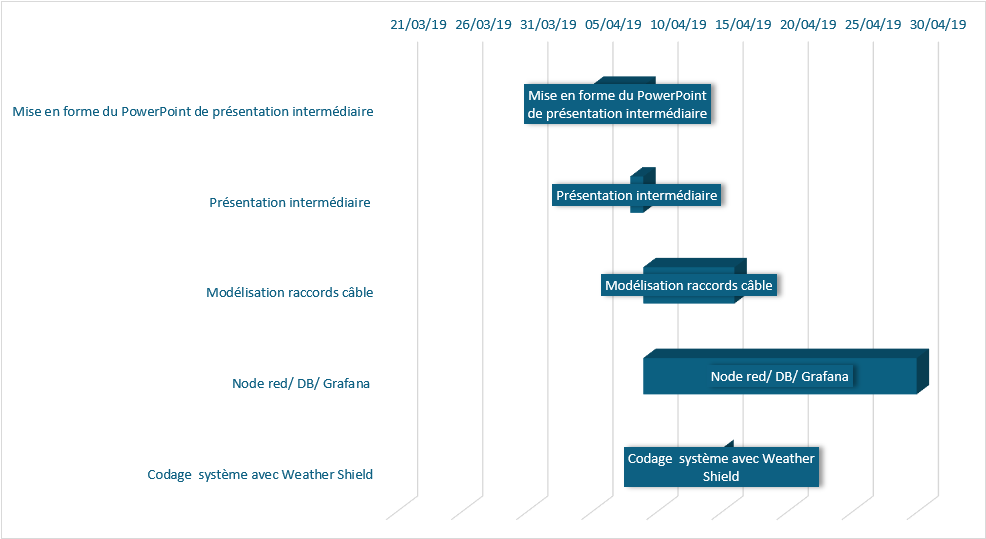 21/03/19 26/03/19 31/03/19 05/04/19 10/04/19 15/04/19 20/04/19 25/04/19 30/04/19
Mise en forme du PowerPoint de présentation intermédiaire
Mise en forme du PowerPoint
de présentation intermédiaire
Présentation intermédiaire
Présentation intermédiaire
Modélisation raccords câble
Modélisation raccords câble
Node red/ DB/ Grafana
Node red/ DB/ Grafana
Codage  système avec Weather Shield
Codage  système avec Weather
Shield